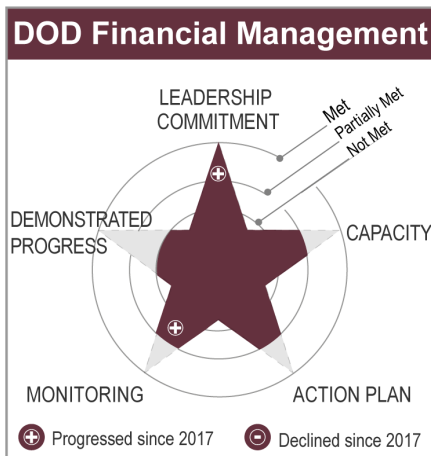 DOD Financial Management
LEADERSHIP
COMMITMENT
Met
Partially Met
Not Met
DEMONSTRATED
PROGRESS
CAPACITY
MONITORING
ACTION PLAN
Progressed since 2017
Declined since 2017